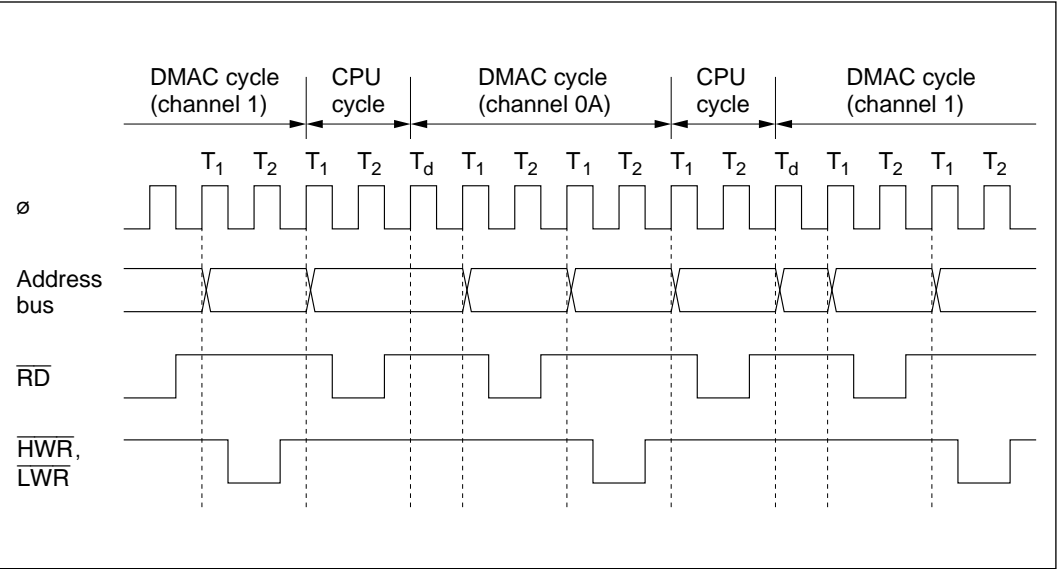 DMAC cycle CPU DMAC cycle CPU DMAC cycle
(channel 1) cycle (channel 0A) cycle (channel 1)
T1 T2 T1 T2 Td T1 T2 T1 T2 T1 T2 Td T1 T2 T1 T2
ø
Address
bus
RD
HWR,
LWR